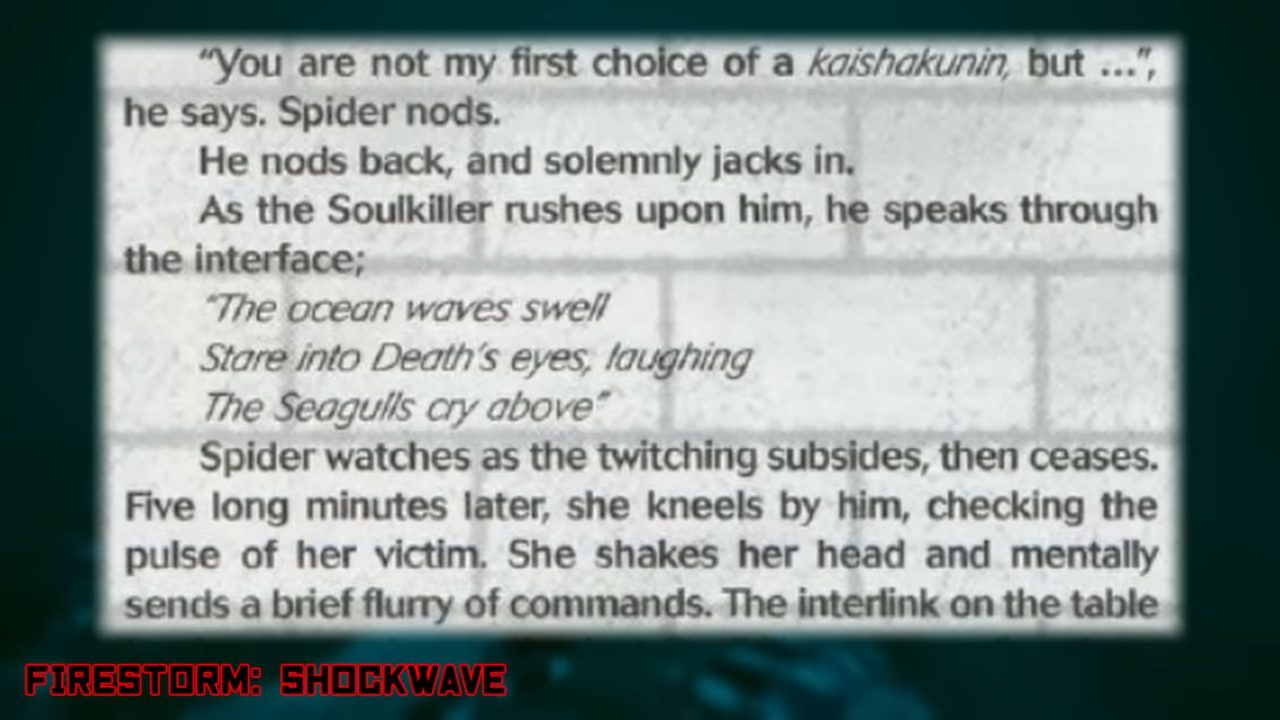 “You are not my first choice of a kaishakunin, but ...”,
he says. Spider nods.
He nods back, and solemnly jacks in.
As the Soulkiller rushes upon him, he speaks through
the interface;
“The ocean waves swell
Stare into Death’s eyes, laughing
The Seagulls cry above”
Spider watches as the twitching subsides, then ceases.
Five long minutes later, she kneels by him, checking the
pulse of her victim. She shakes her head and mentally
sends a brief flurry of commands. The interlink on the table
FIRESTORM: SHOCKWAVE